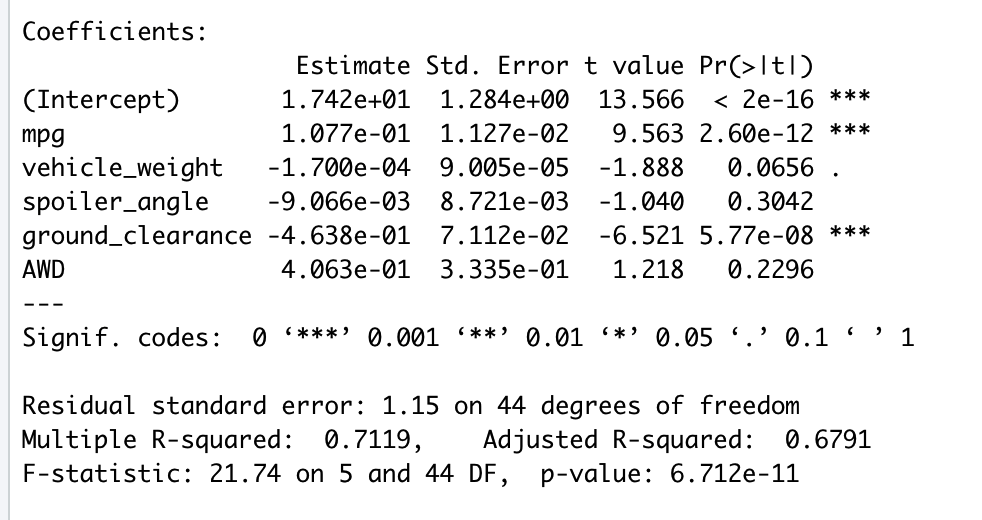 Coefficients:
Estimate Std. Error t value Pr(>|t|)
(Intercept) 1.742e+01 1.284e+00 13.566 < 2e-16 ***
mpg 1.077e-01 1.127e-02 9.563 2.60e-12 ***
vehicle_weight -1.700e-04 9.005e-05 -1.888 0.0656 .
spoiler_angle -9.066e-03 8.721e-03 -1.040 0.3042
ground_clearance -4.638e-01 7.112e-02 -6.521 5.77e-08 ***
AWD 4.063e-01 3.335e-01 1.218 0.2296
---
Signif. codes: 0 ‘***’ 0.001 ‘**’ 0.01 ‘*’ 0.05 ‘.’ 0.1 ‘ ’ 1
Residual standard error: 1.15 on 44 degrees of freedom
Multiple R-squared: 0.7119, Adjusted R-squared: 0.6791
F-statistic: 21.74 on 5 and 44 DF, p-value: 6.712e-11